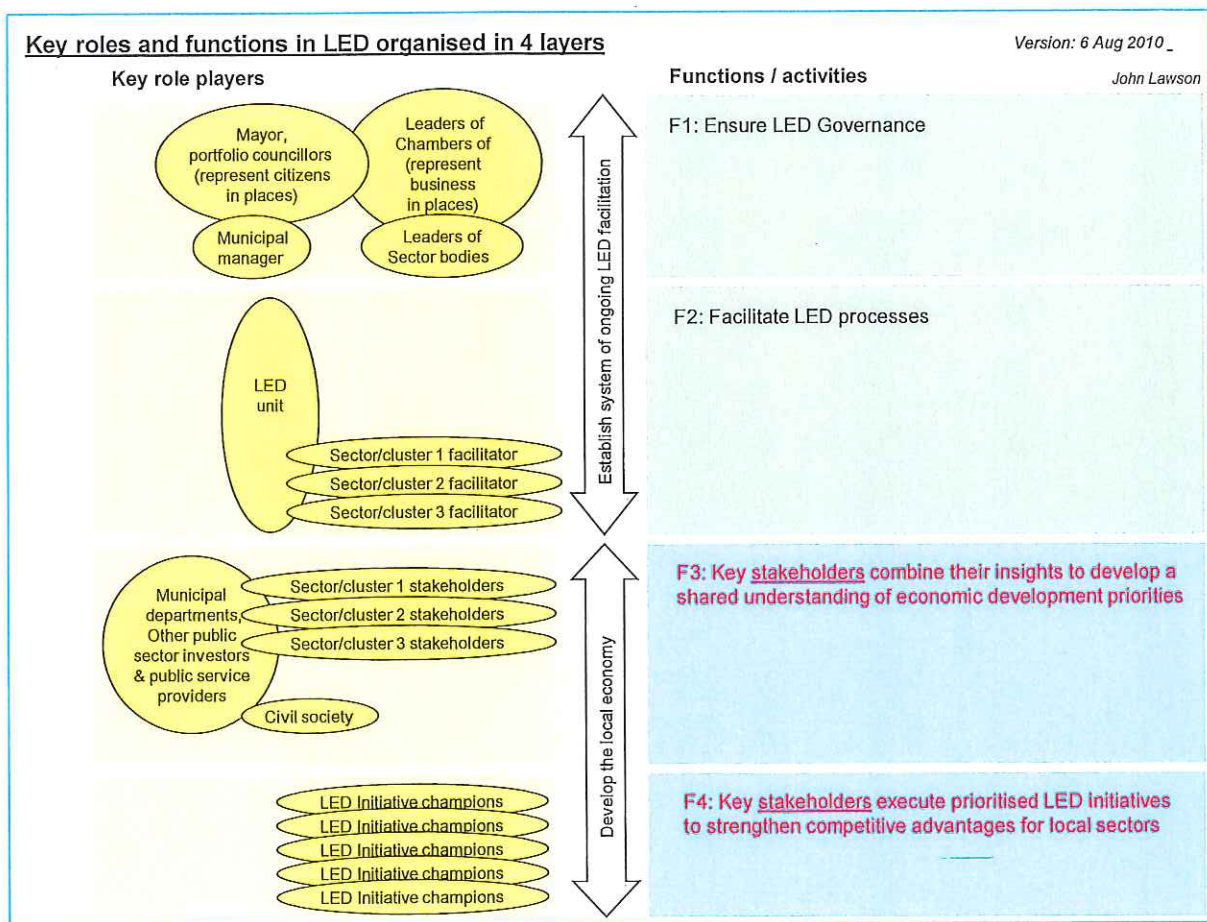 Key roles and functions in LED organised in 4 layers
Version: 6 Aug 2010
Key role players
Functions / activities
John Lawson
Mayor,
portfolio councillors
(represent citizens
in places)
Leaders of
Chambers of
(represent
business
in places)
Municipal
manager
Leaders of
Sector bodies
Establish system of ongoing LED facilitation
F1: Ensure LED Governance
LED
unit
Sector/cluster 1 facilitator
Sector/cluster 2 facilitator
Sector/cluster 3 facilitator
F2: Facilitate LED processes
Municipal
departments,
Other public
sector investors
& public service
providers
Sector/cluster 1 stakeholders
Sector/cluster 2 stakeholders
Sector/cluster 3 stakeholders
Civil society
Develop the local economy
F3: Key stakeholders combine their insights to develop a
shared understanding of economic development priorities
LED Initiative champions
LED Initiative champions
LED Initiative champions
LED Initiative champions
LED Initiative champions
F4: Key stakeholders execute prioritised LED Initiatives
to strengthen competitive advantages for local sectors